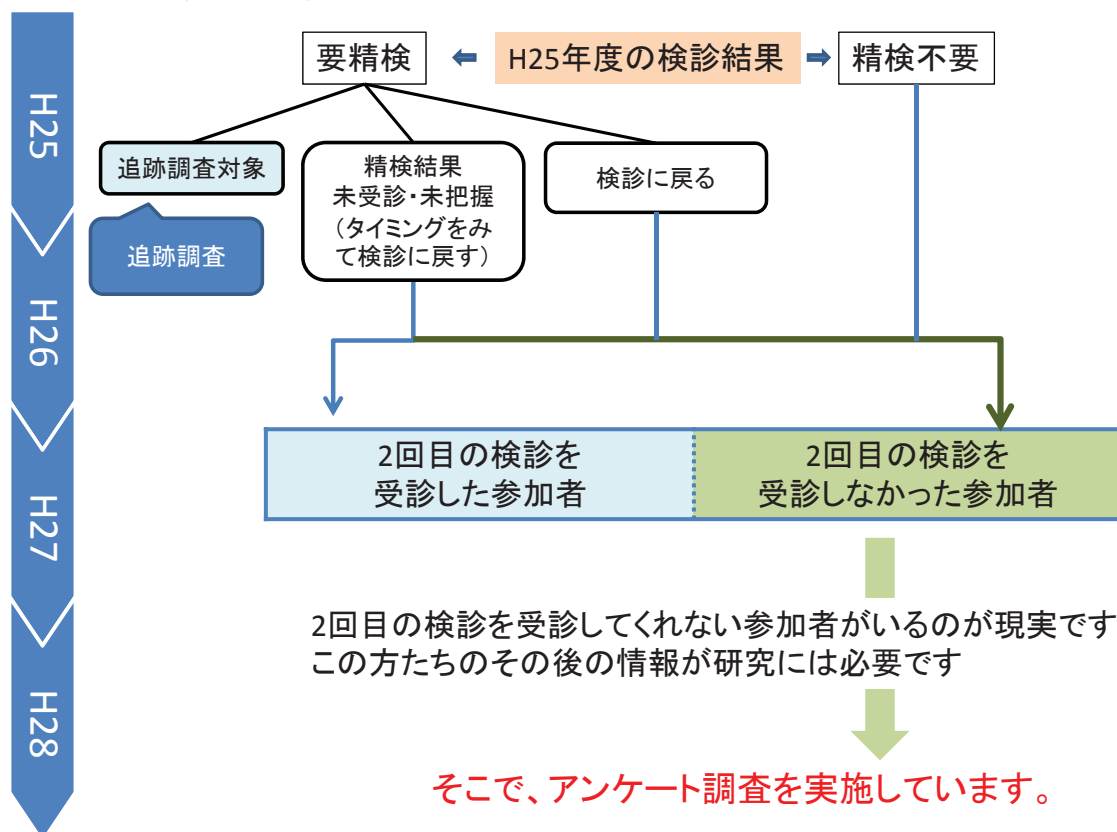 要精検
H25年度の検診結果
精検不要
H25
追跡調査対象
精検結果
未受診・未把握
（タイミングをみ
て検診に戻す）
検診に戻る
追跡調査
H26
2回目の検診を
受診した参加者
2回目の検診を
受診しなかった参加者
H27
2回目の検診を受診してくれない参加者がいるのが現実です
この方たちのその後の情報が研究には必要です
H28
そこで、アンケート調査を実施しています。